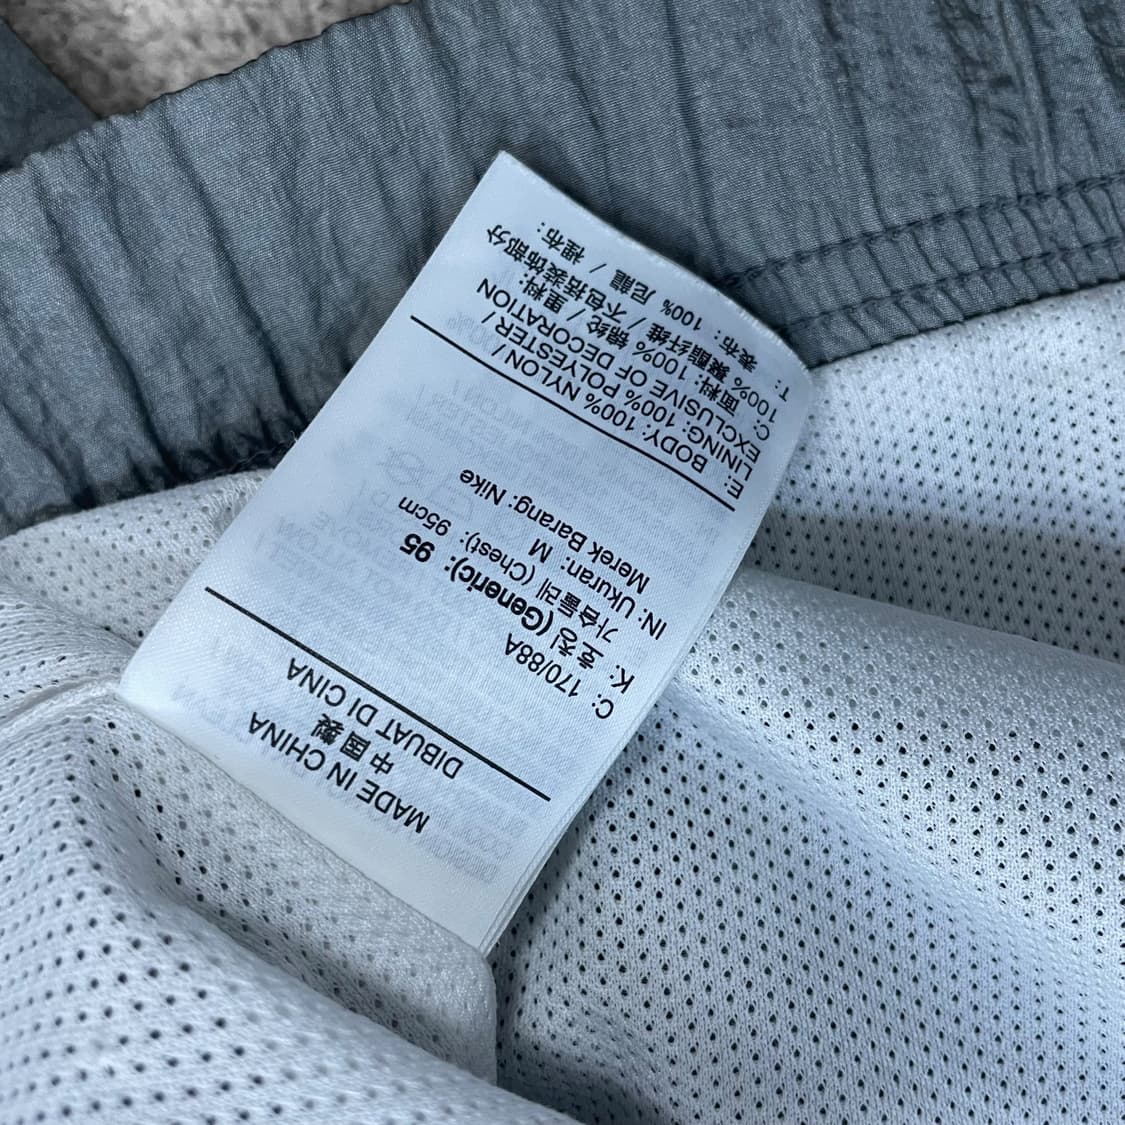 MADE IN CHINA
中國製
DIBUAT DI CINA
C: 170/88A
K. 호칭 (Generic): 95
가슴둘레 (Chest): 95cm
IN: Ukuran: M
Merek Barang: Nike
E: BODY: 100% NYLON /
LINING: 100% POLYESTER /
EXCLUSIVE OF DECORATION
C: 面料: 100% 锦纶 / 里料:
100% 聚酯纤维 / 不包括装饰部分
T: 表布: 100% 尼龍 / 裡布: